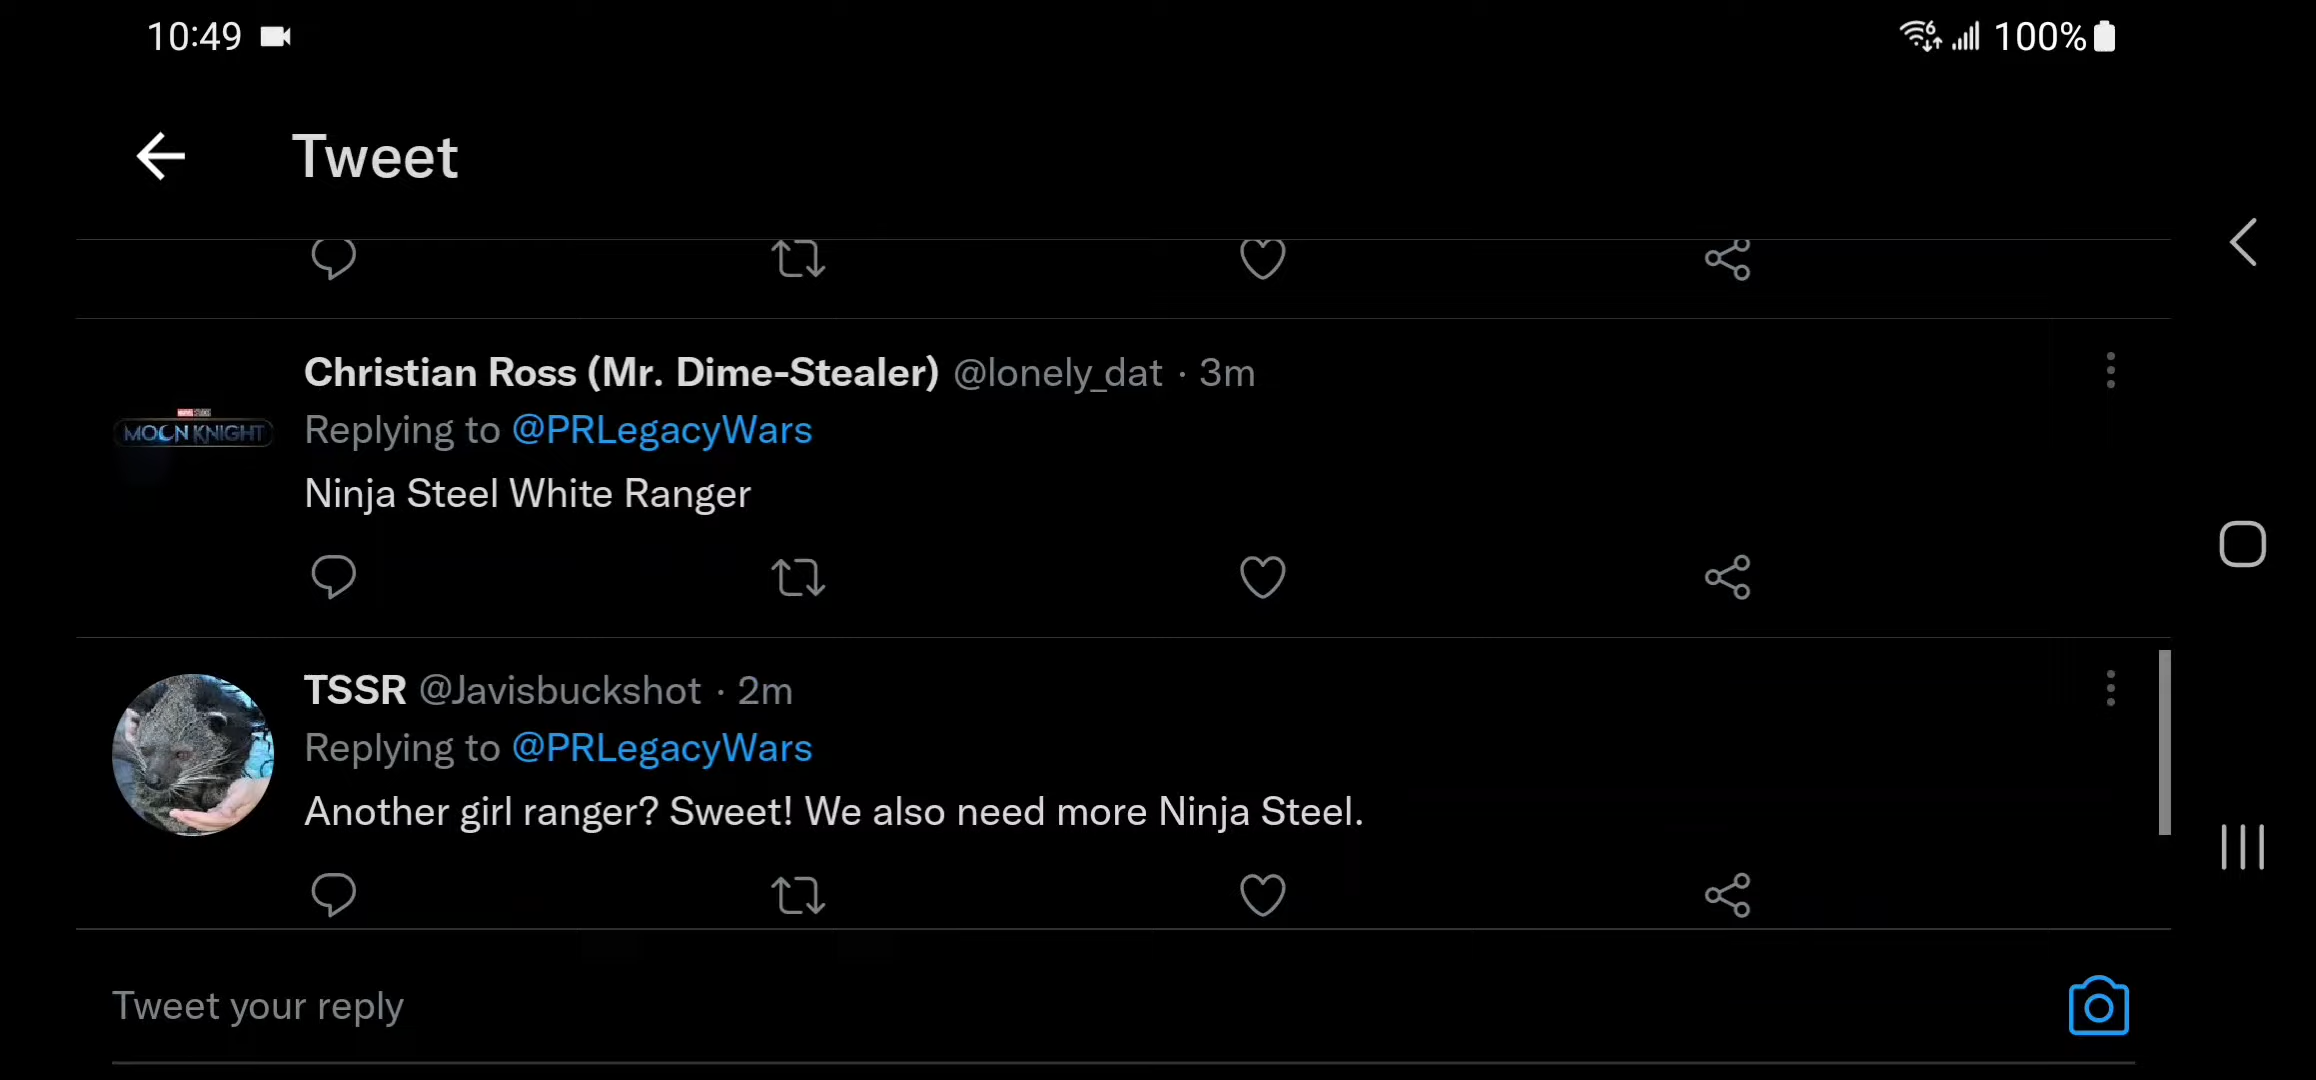 10:49
100%
Tweet
Christian Ross (Mr. Dime-Stealer) @lonely_dat · 3m
Replying to @PRLegacyWars
MOON KNIGHT
Ninja Steel White Ranger
TSSR @Javisbuckshot · 2m
Replying to @PRLegacyWars
Another girl ranger? Sweet! We also need more Ninja Steel.
Tweet your reply